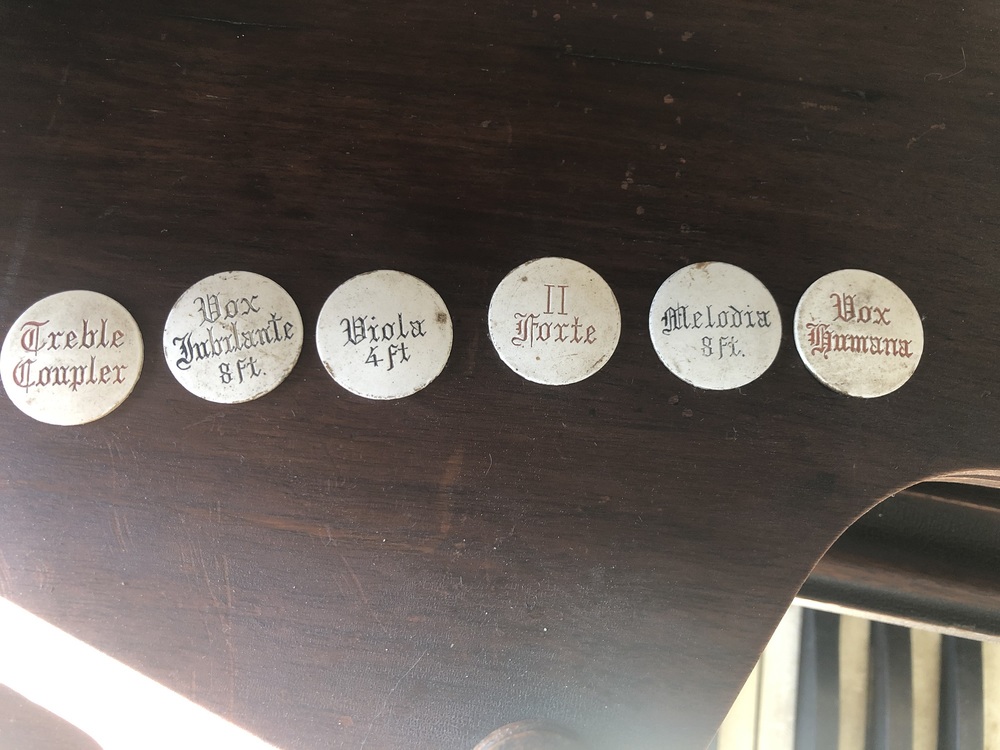 Treble
Coupler
Vox
Jubilante
8 ft.
Viola
4 ft
II
Forte
Melodia
8 ft.
Vox
Humana